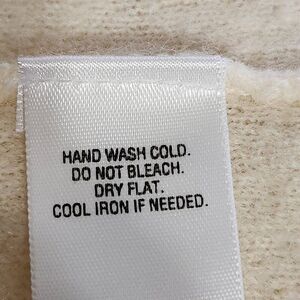 HAND WASH COLD.
DO NOT BLEACH.
DRY FLAT.
COOL IRON IF NEEDED.